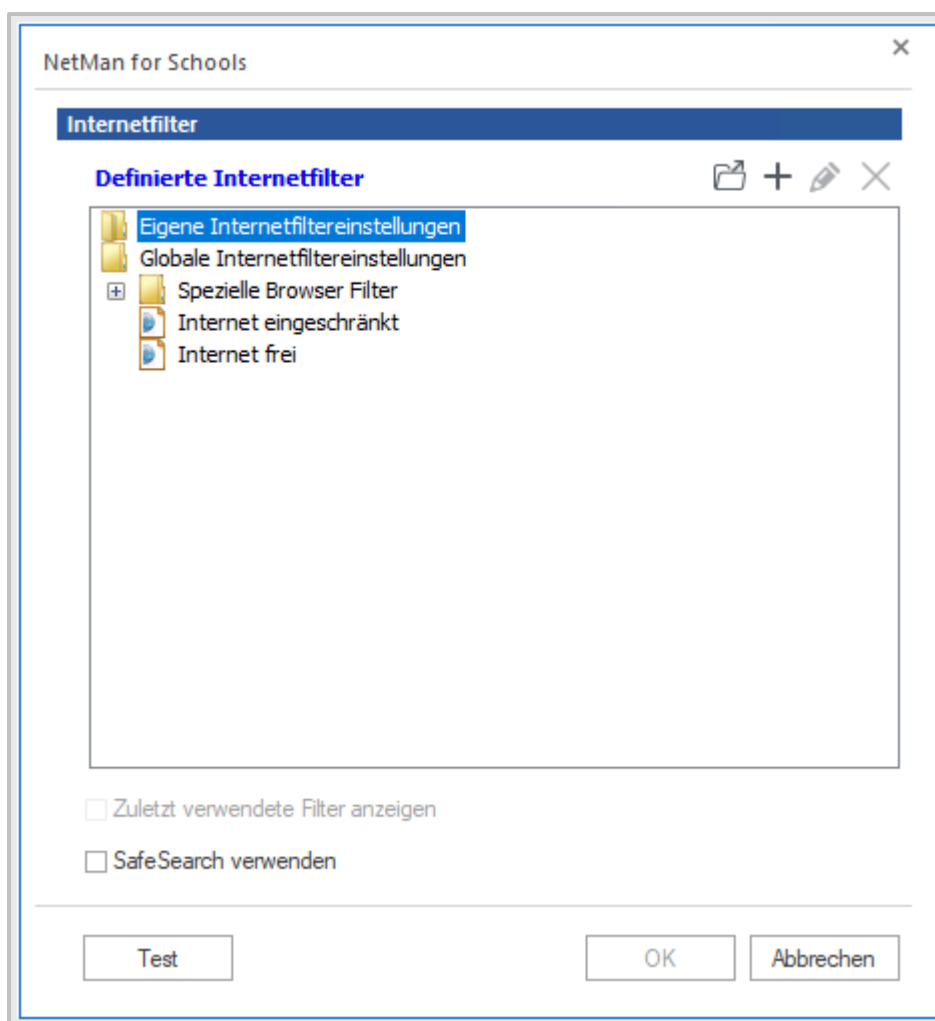 NetMan for Schools
Internetfilter
Definierte Internetfilter
Eigene Internetfiltereinstellungen
Globale Internetfiltereinstellungen
Spezielle Browser Filter
Internet eingeschränkt
Internet frei
Zuletzt verwendete Filter anzeigen
SafeSearch verwenden
Test OK Abbrechen